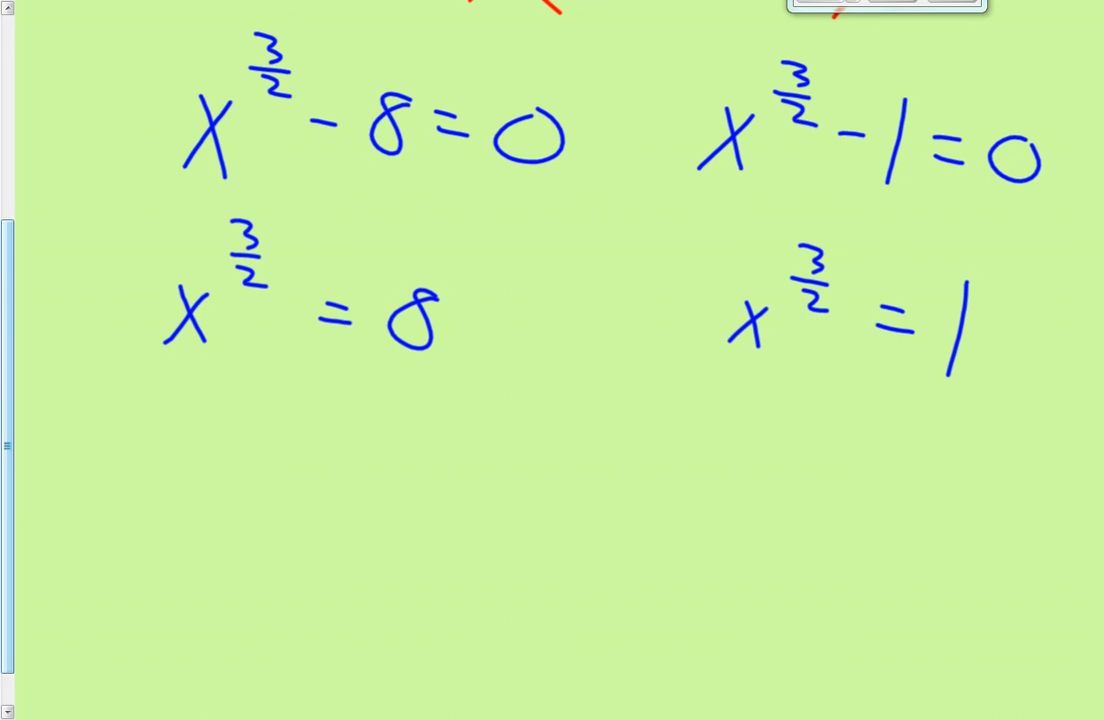 x^{3/2} - 8 = 0
x^{3/2} - 1 = 0
x^{3/2} = 8
x^{3/2} = 1